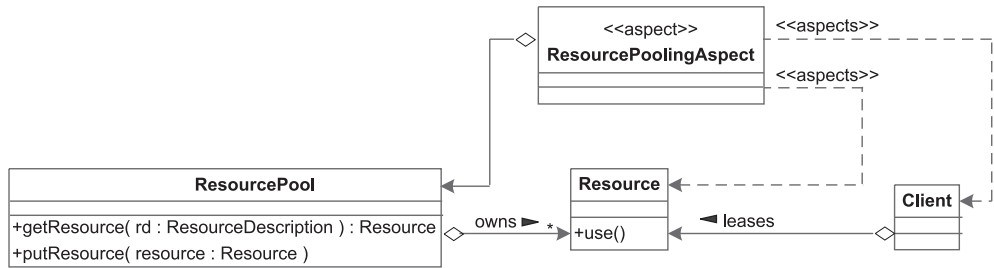 <<aspect>>
ResourcePoolingAspect
<<aspects>>
<<aspects>>
ResourcePool
+getResource( rd : ResourceDescription ) : Resource
+putResource( resource : Resource )
owns
*
Resource
+use()
leases
Client